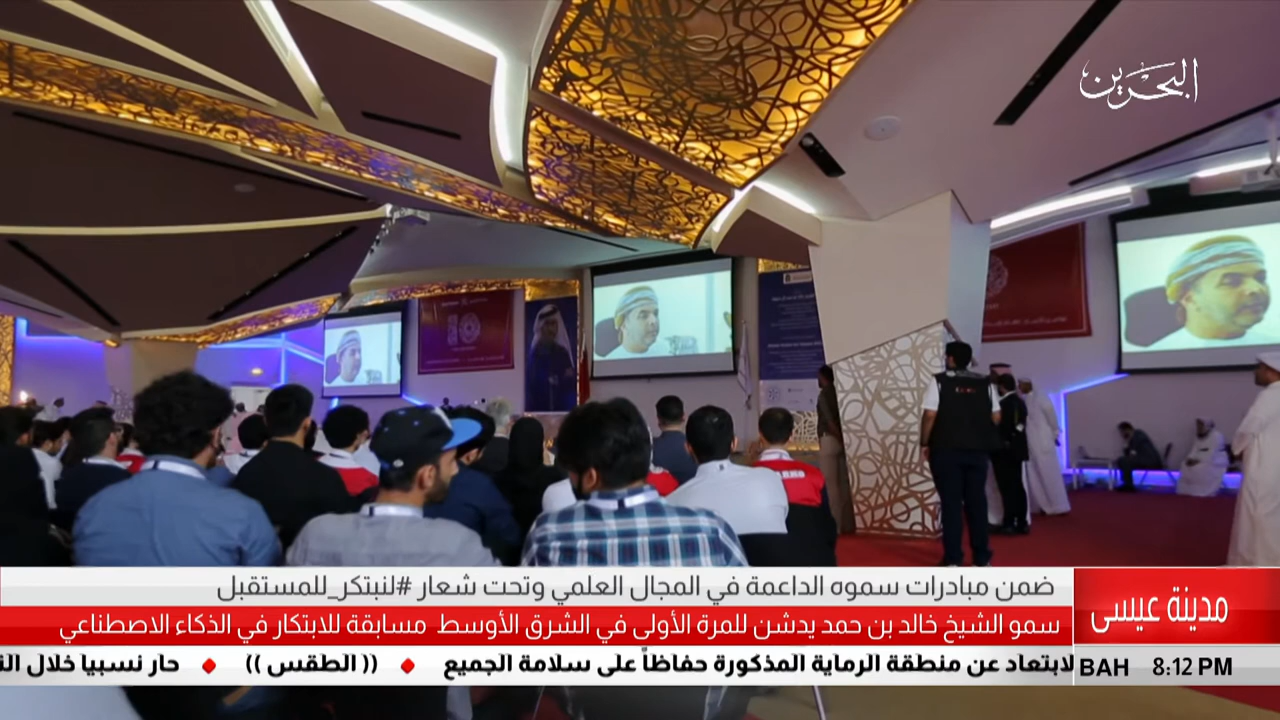 البحرين
ضمن مبادرات سموه الداعمة في المجال العلمي وتحت شعار #لنبتكر_للمستقبل
مدينة عيسى
سمو الشيخ خالد بن حمد يدشن للمرة الأولى في الشرق الأوسط مسابقة للابتكار في الذكاء الاصطناعي
لابتعاد عن منطقة الرماية المذكورة حفاظاً على سلامة الجميع ♦ (( الطقس )) ♦ حار نسبيا خلال
BAH 8:12 PM